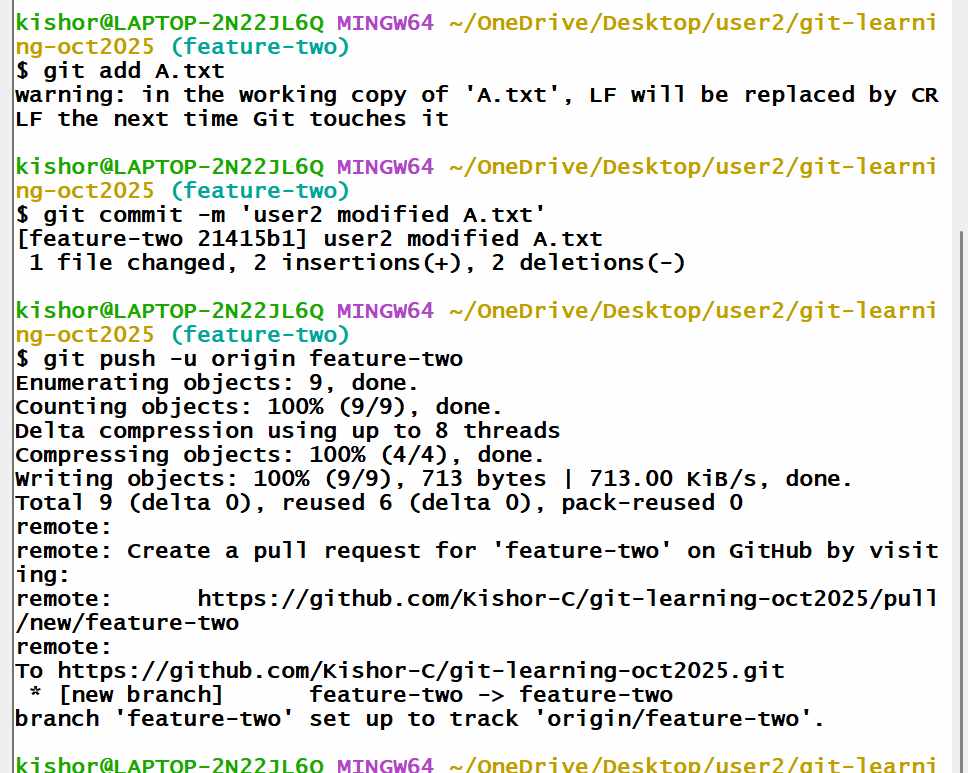 kishor@LAPTOP-2N22JL6Q MINGW64 ~/OneDrive/Desktop/user2/git-learni
ng-oct2025 (feature-two)
$ git add A.txt
warning: in the working copy of 'A.txt', LF will be replaced by CR
LF the next time Git touches it

kishor@LAPTOP-2N22JL6Q MINGW64 ~/OneDrive/Desktop/user2/git-learni
ng-oct2025 (feature-two)
$ git commit -m 'user2 modified A.txt'
[feature-two 21415b1] user2 modified A.txt
 1 file changed, 2 insertions(+), 2 deletions(-)

kishor@LAPTOP-2N22JL6Q MINGW64 ~/OneDrive/Desktop/user2/git-learni
ng-oct2025 (feature-two)
$ git push -u origin feature-two
Enumerating objects: 9, done.
Counting objects: 100% (9/9), done.
Delta compression using up to 8 threads
Compressing objects: 100% (4/4), done.
Writing objects: 100% (9/9), 713 bytes | 713.00 KiB/s, done.
Total 9 (delta 0), reused 6 (delta 0), pack-reused 0
remote:
remote: Create a pull request for 'feature-two' on GitHub by visit
ing:
remote:      https://github.com/Kishor-C/git-learning-oct2025/pull
/new/feature-two
remote:
To https://github.com/Kishor-C/git-learning-oct2025.git
 * [new branch]      feature-two -> feature-two
branch 'feature-two' set up to track 'origin/feature-two'.

kishor@LAPTOP-2N22JL6Q MINGW64 ~/OneDrive/Desktop/user2/git-learni